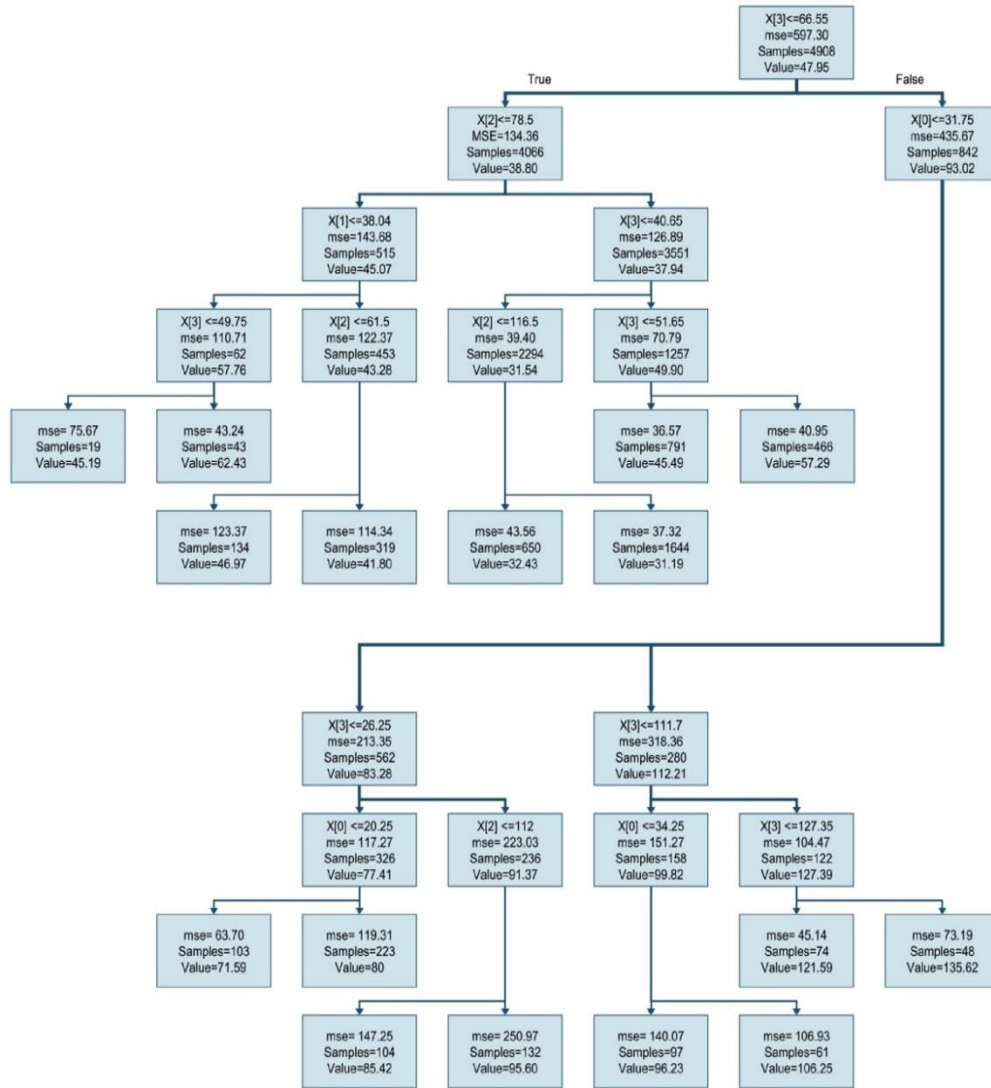 X[3]<=66.55
mse=597.30
Samples=4908
Value=47.95
True
False
X[2]<=78.5
MSE=134.36
Samples=4066
Value=38.80
X[0]<=31.75
mse=435.67
Samples=842
Value=93.02
X[1]<=38.04
mse=143.68
Samples=515
Value=45.07
X[3]<=40.65
mse=126.89
Samples=3551
Value=37.94
X[3] <=49.75
mse= 110.71
Samples=62
Value=57.76
X[2] <=61.5
mse= 122.37
Samples=453
Value=43.28
X[2] <=116.5
mse= 39.40
Samples=2294
Value=31.54
X[3] <=51.65
mse= 70.79
Samples=1257
Value=49.90
mse= 75.67
Samples=19
Value=45.19
mse= 43.24
Samples=43
Value=62.43
mse= 36.57
Samples=791
Value=45.49
mse= 40.95
Samples=466
Value=57.29
mse= 123.37
Samples=134
Value=46.97
mse= 114.34
Samples=319
Value=41.80
mse= 43.56
Samples=650
Value=32.43
mse= 37.32
Samples=1644
Value=31.19
X[3]<=26.25
mse=213.35
Samples=562
Value=83.28
X[3]<=111.7
mse=318.36
Samples=280
Value=112.21
X[0] <=20.25
mse= 117.27
Samples=326
Value=77.41
X[2] <=112
mse= 223.03
Samples=236
Value=91.37
X[0] <=34.25
mse= 151.27
Samples=158
Value=99.82
X[3] <=127.35
mse= 104.47
Samples=122
Value=127.39
mse= 63.70
Samples=103
Value=71.59
mse= 119.31
Samples=223
Value=80
mse= 45.14
Samples=74
Value=121.59
mse= 73.19
Samples=48
Value=135.62
mse= 147.25
Samples=104
Value=85.42
mse= 250.97
Samples=132
Value=95.60
mse= 140.07
Samples=97
Value=96.23
mse= 106.93
Samples=61
Value=106.25